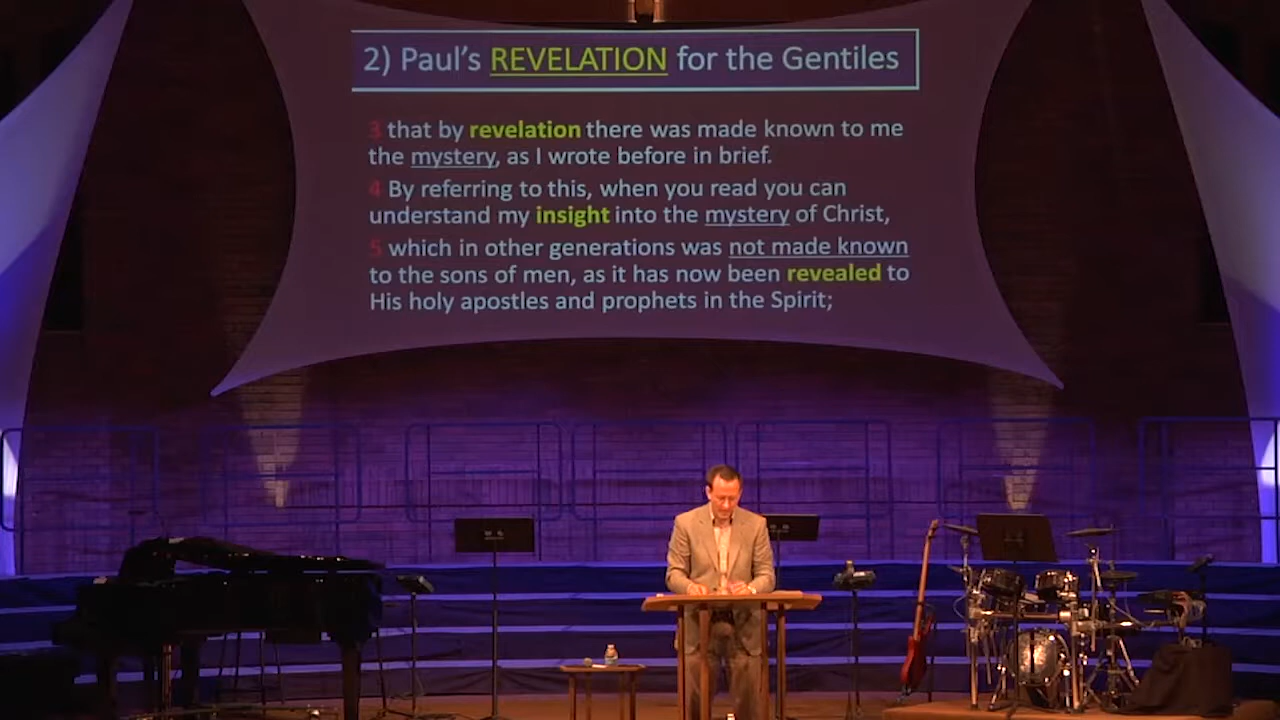 2) Paul's REVELATION for the Gentiles
3 that by revelation there was made known to me
the mystery, as I wrote before in brief.
4 By referring to this, when you read you can
understand my insight into the mystery of Christ,
5 which in other generations was not made known
to the sons of men, as it has now been revealed to
His holy apostles and prophets in the Spirit;